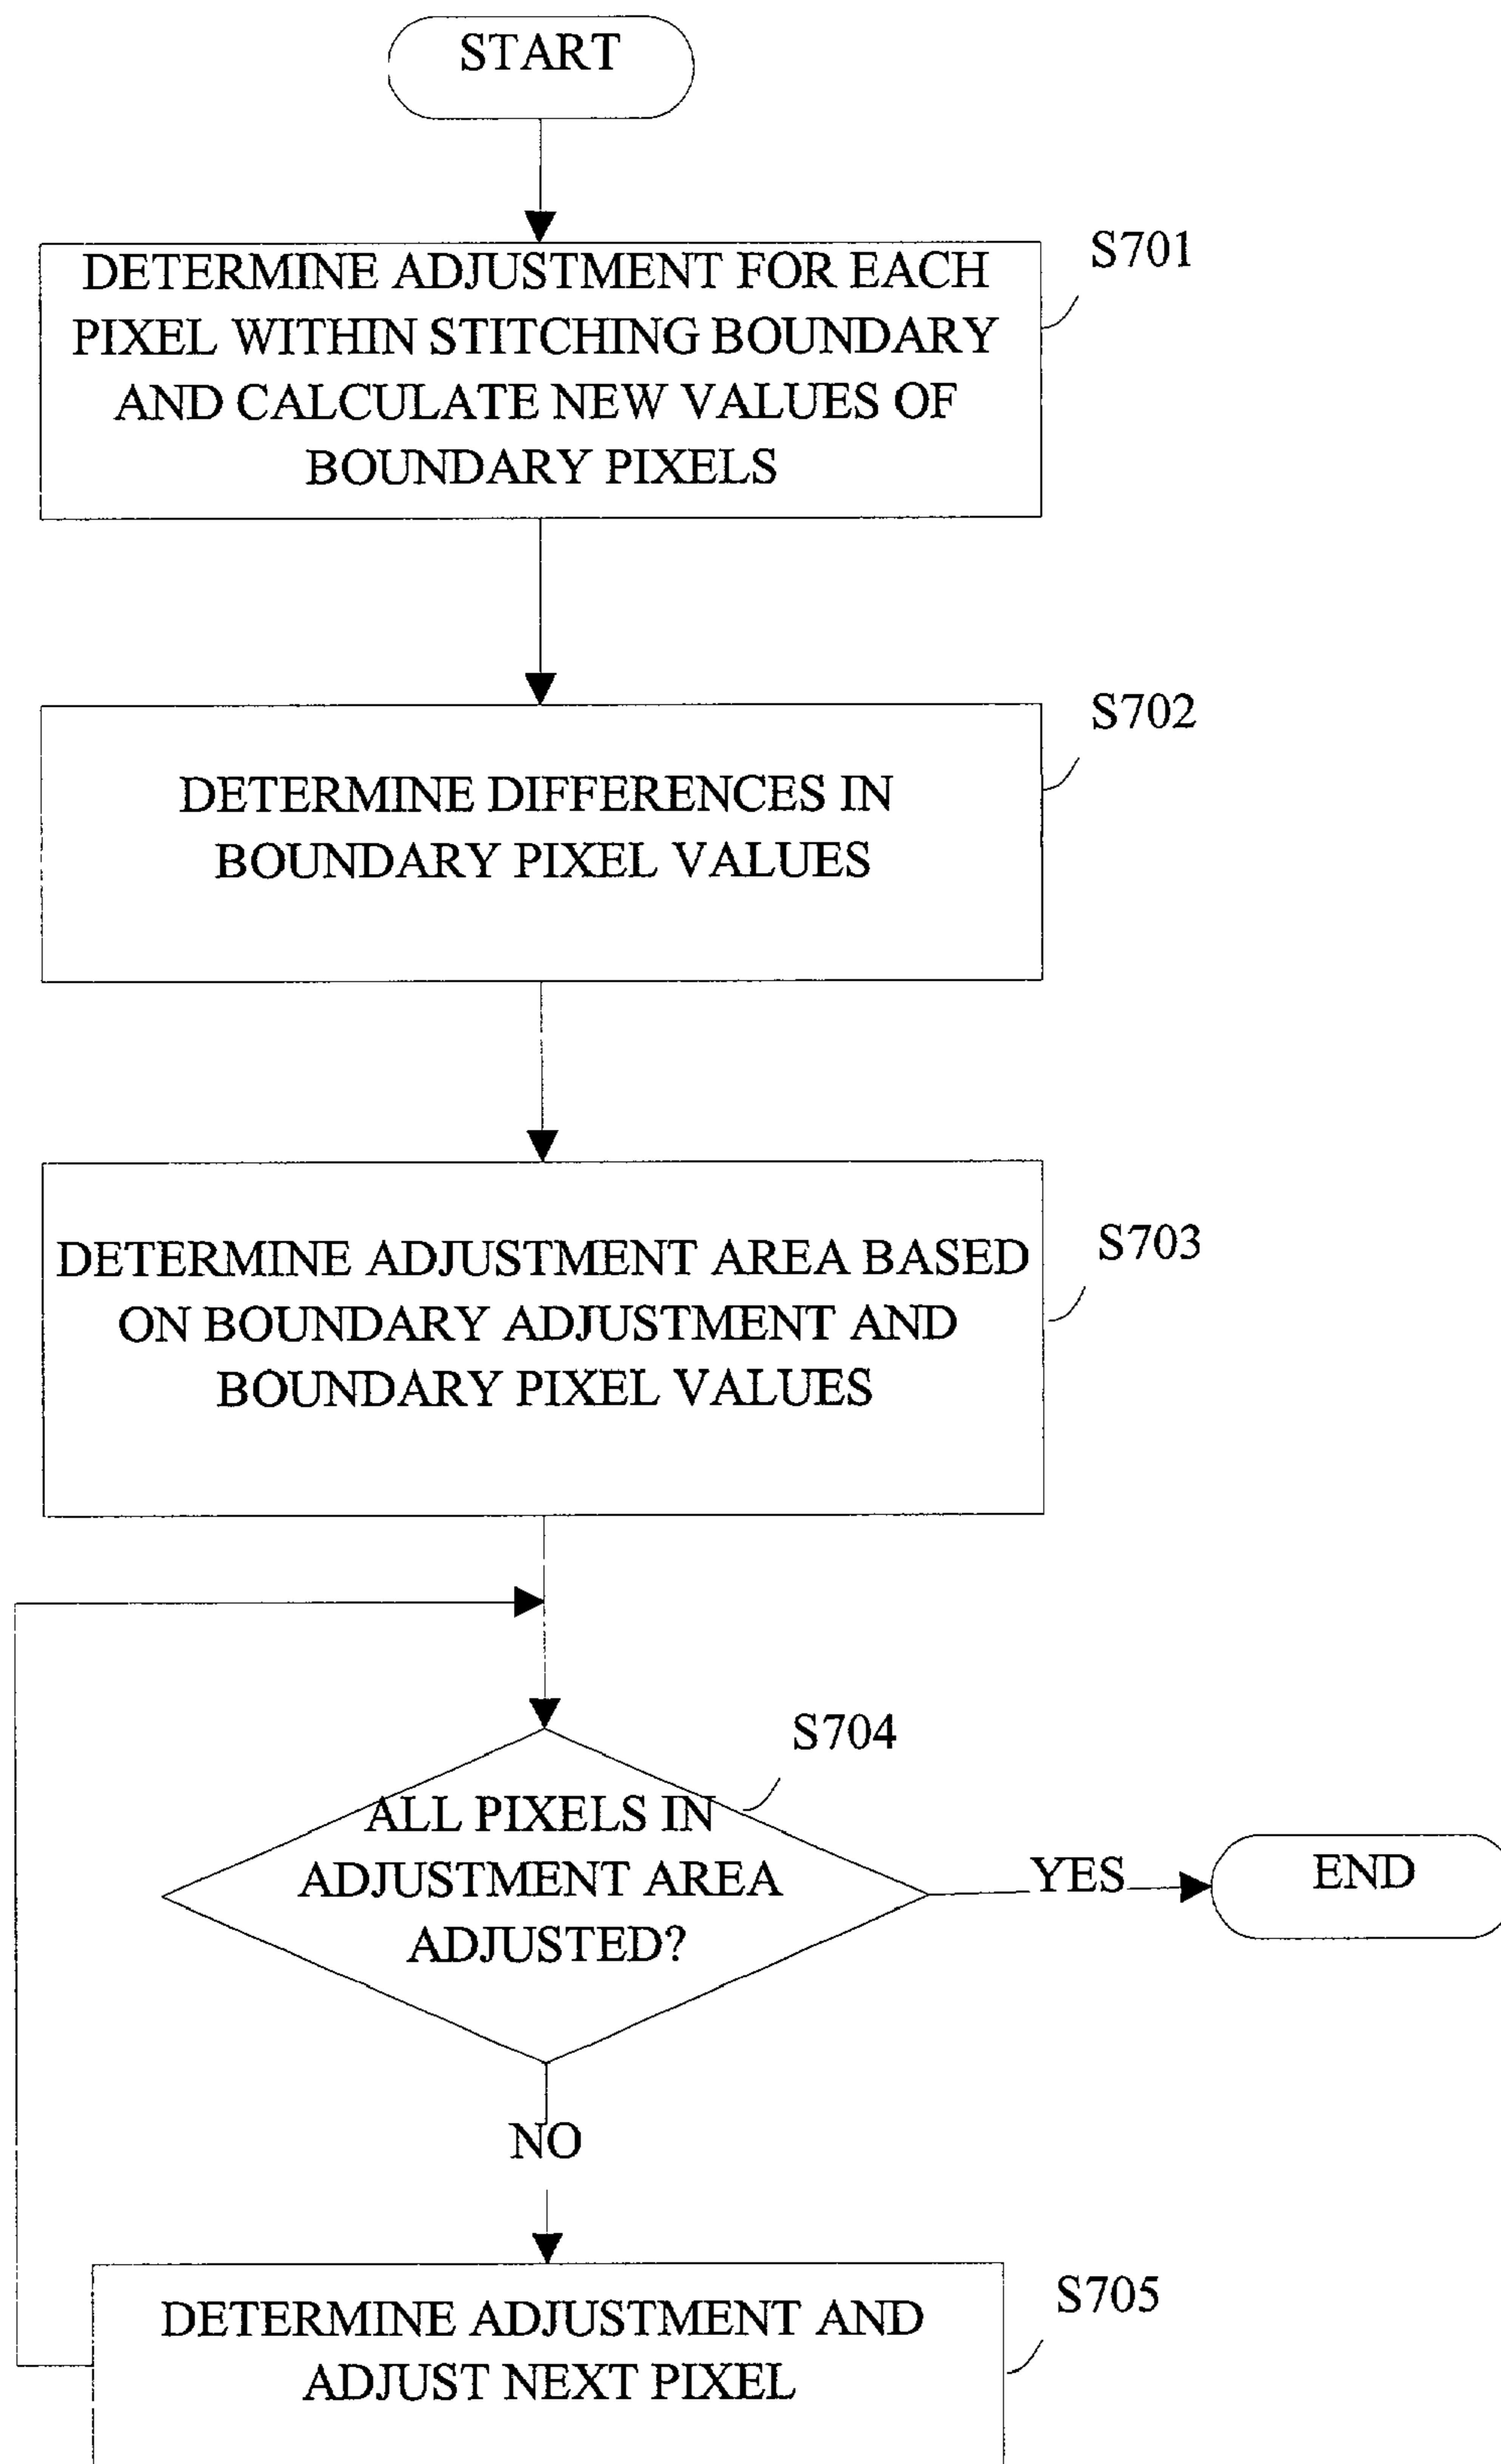 START
S701
DETERMINE ADJUSTMENT FOR EACH
PIXEL WITHIN STITCHING BOUNDARY
AND CALCULATE NEW VALUES OF
BOUNDARY PIXELS
S702
DETERMINE DIFFERENCES IN
BOUNDARY PIXEL VALUES
S703
DETERMINE ADJUSTMENT AREA BASED
ON BOUNDARY ADJUSTMENT AND
BOUNDARY PIXEL VALUES
S704
ALL PIXELS IN
ADJUSTMENT AREA
ADJUSTED?
YES
END
NO
S705
DETERMINE ADJUSTMENT AND
ADJUST NEXT PIXEL